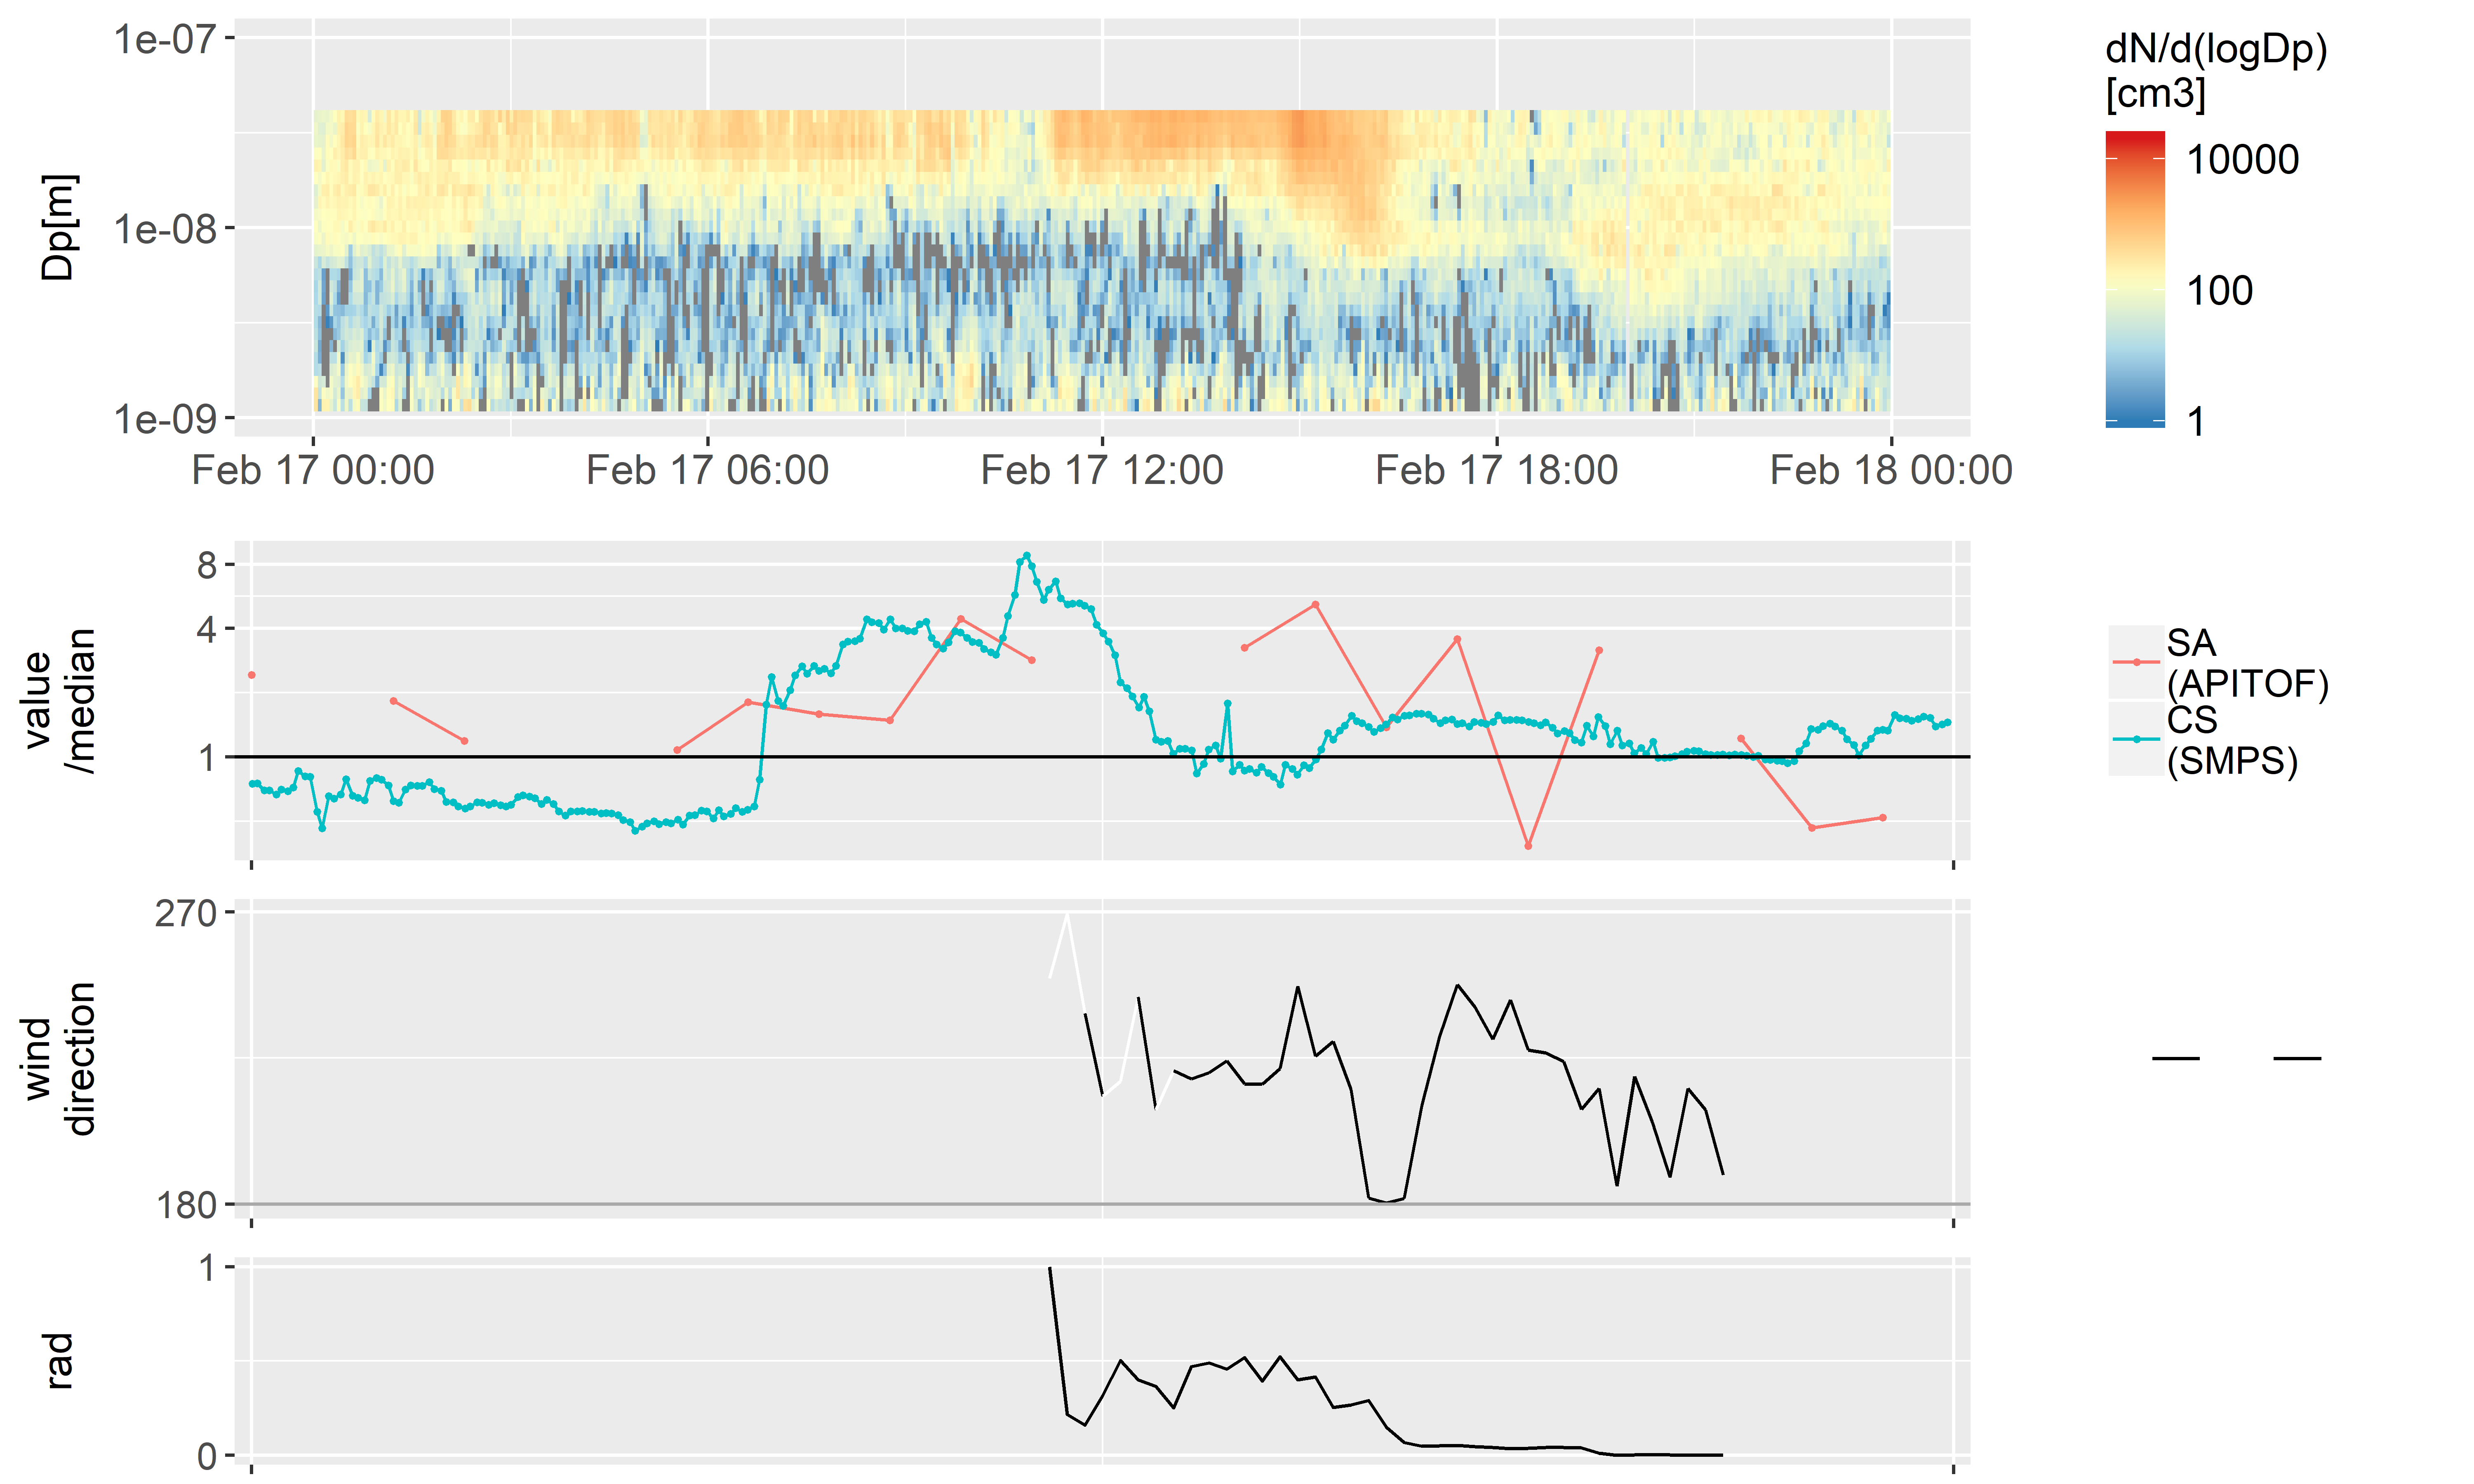 1e-07
1e-08
1e-09
Dp[m]
Feb 17 00:00
Feb 17 06:00
Feb 17 12:00
Feb 17 18:00
Feb 18 00:00
dN/d(logDp)
[cm3]
10000
100
1
8
4
1
value
/median
SA
(APITOF)
CS
(SMPS)
270
180
wind
direction
1
0
rad